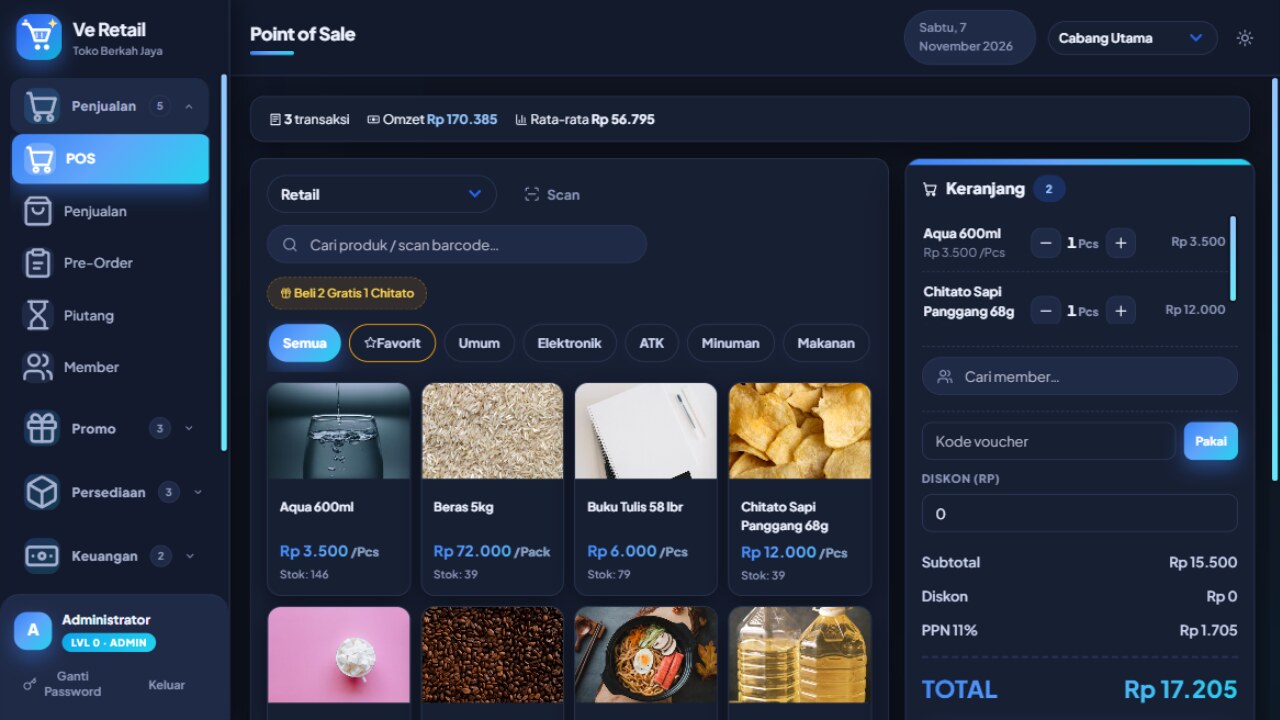 Ve Retail
Toko Berkah Jaya
Penjualan 5
POS
Penjualan
Pre-Order
Piutang
Member
Promo 3
Persediaan 3
Keuangan 2
A
Administrator
LVL 0 · ADMIN
Ganti
Password
Keluar
Point of Sale
Sabtu, 7
November 2026
Cabang Utama
3 transaksi Omzet Rp 170.385 Rata-rata Rp 56.795
Retail
Scan
Cari produk / scan barcode...
Beli 2 Gratis 1 Chitato
Semua Favorit Umum Elektronik ATK Minuman Makanan
Aqua 600ml
Rp 3.500 /Pcs
Stok: 146
Beras 5kg
Rp 72.000 /Pack
Stok: 39
Buku Tulis 58 lbr
Rp 6.000 /Pcs
Stok: 79
Chitato Sapi
Panggang 68g
Rp 12.000 /Pcs
Stok: 39
Keranjang 2
Aqua 600ml
Rp 3.500 /Pcs
− 1 Pcs +
Rp 3.500
Chitato Sapi
Panggang 68g
− 1 Pcs +
Rp 12.000
Cari member...
Kode voucher
Pakai
DISKON (RP)
0
Subtotal Rp 15.500
Diskon Rp 0
PPN 11% Rp 1.705
TOTAL Rp 17.205